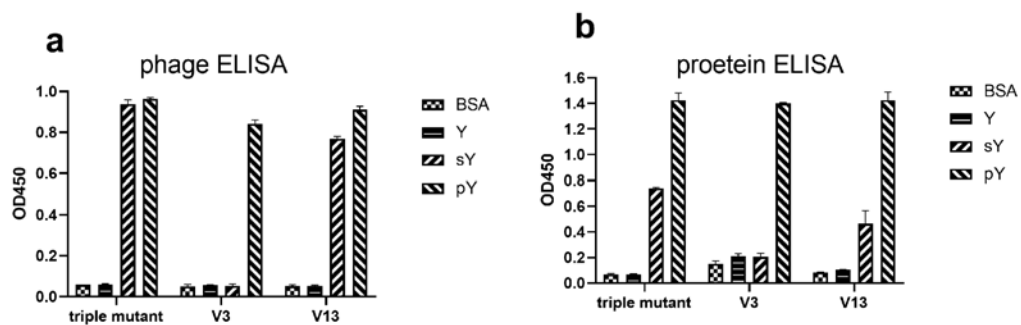 a
phage ELISA
OD450
1.0
0.8
0.6
0.4
0.2
0.0
triple mutant
V3
V13
BSA
Y
sY
pY
b
proetein ELISA
OD450
1.6
1.4
1.2
1.0
0.8
0.6
0.4
0.2
0.0
triple mutant
V3
V13
BSA
Y
sY
pY